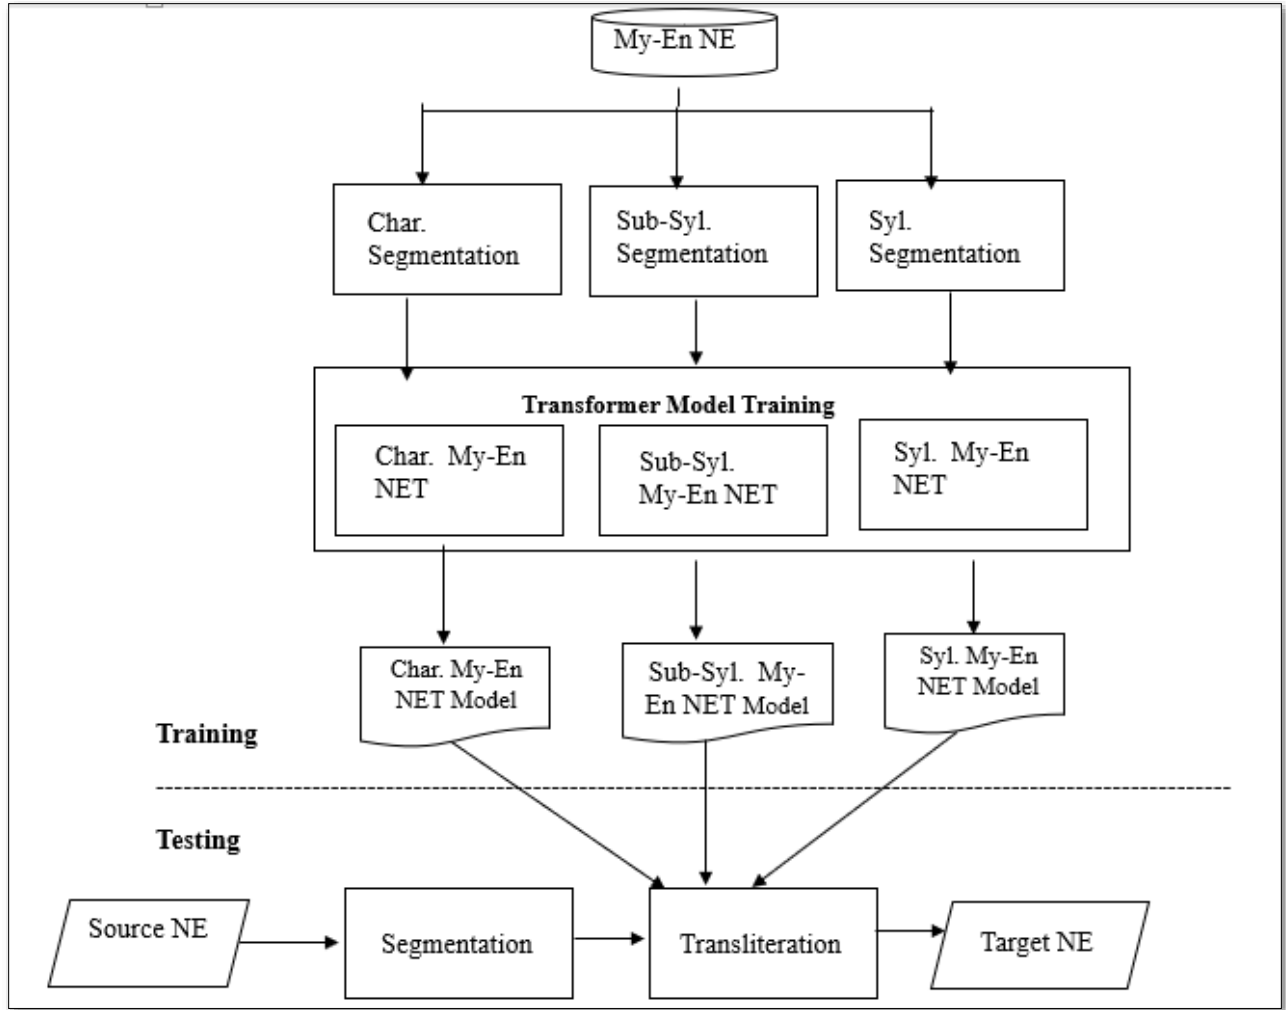 My-En NE
Char.
Segmentation
Sub-Syl.
Segmentation
Syl.
Segmentation
Transformer Model Training
Char. My-En
NET
Sub-Syl.
My-En NET
Syl. My-En
NET
Char. My-En
NET Model
Sub-Syl. My-
En NET Model
Syl. My-En
NET Model
Training
Testing
Source NE
Segmentation
Transliteration
Target NE